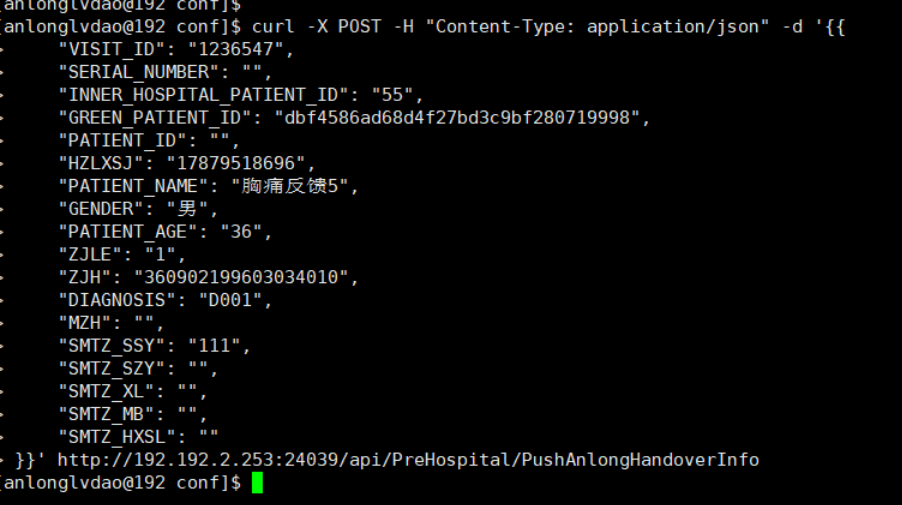 [anlonglvdao@192 conf]$
[anlonglvdao@192 conf]$ curl -X POST -H "Content-Type: application/json" -d '{{
>     "VISIT_ID": "1236547",
>     "SERIAL_NUMBER": "",
>     "INNER_HOSPITAL_PATIENT_ID": "55",
>     "GREEN_PATIENT_ID": "dbf4586ad68d4f27bd3c9bf280719998",
>     "PATIENT_ID": "",
>     "HZLXSJ": "17879518696",
>     "PATIENT_NAME": "胸痛反馈5",
>     "GENDER": "男",
>     "PATIENT_AGE": "36",
>     "ZJLE": "1",
>     "ZJH": "360902199603034010",
>     "DIAGNOSIS": "D001",
>     "MZH": "",
>     "SMTZ_SSY": "111",
>     "SMTZ_SZY": "",
>     "SMTZ_XL": "",
>     "SMTZ_MB": "",
>     "SMTZ_HXSL": ""
> }}' http://192.192.2.253:24039/api/PreHospital/PushAnlongHandoverInfo
[anlonglvdao@192 conf]$